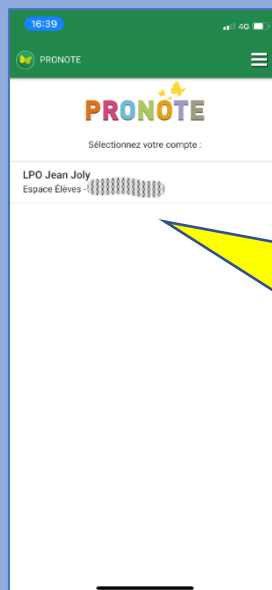 16:39
4G
PRONOTE
PRONOTE
Sélectionnez votre compte :
LPO Jean Joly
Espace Élèves -